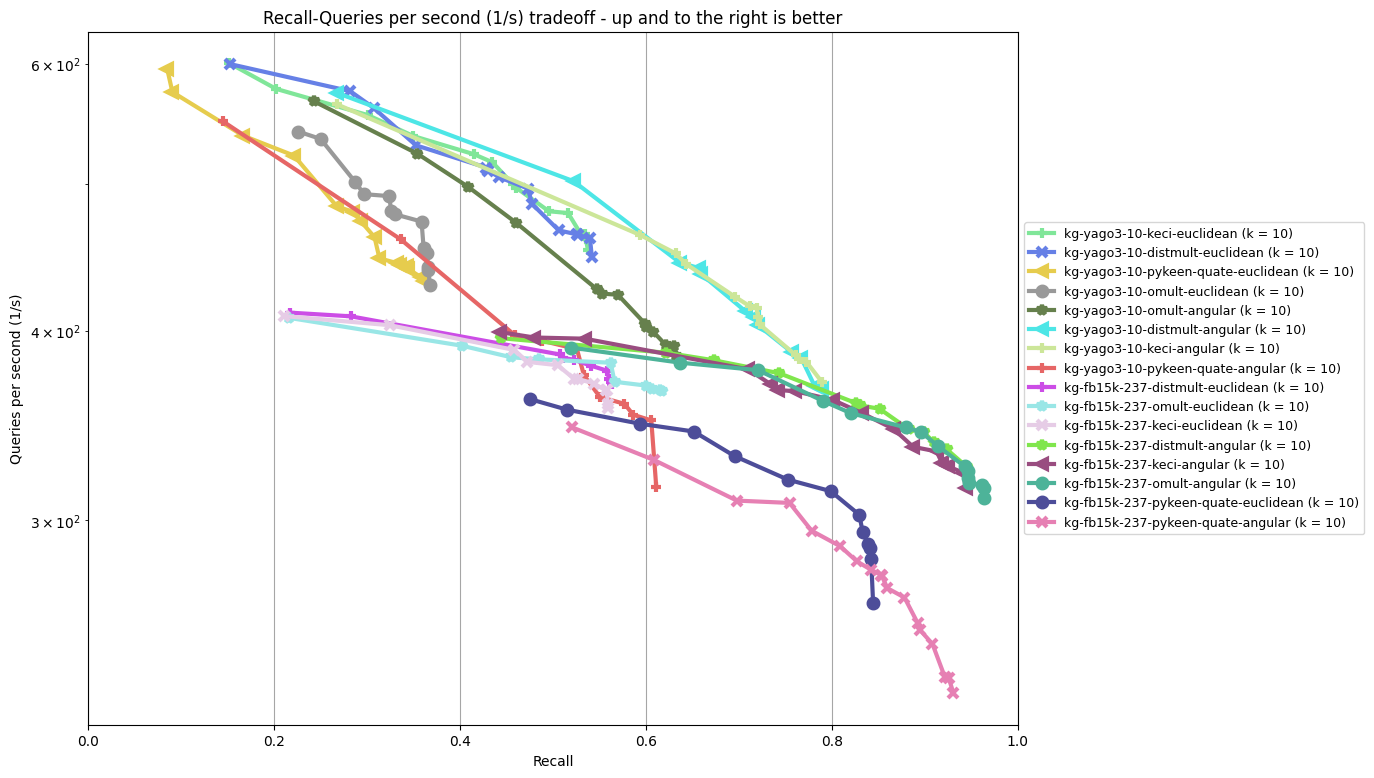 Recall-Queries per second (1/s) tradeoff - up and to the right is better
Queries per second (1/s)
6 × 10²
4 × 10²
3 × 10²
0.0 0.2 0.4 0.6 0.8 1.0
Recall
kg-yago3-10-keci-euclidean (k = 10)
kg-yago3-10-distmult-euclidean (k = 10)
kg-yago3-10-pykeen-quate-euclidean (k = 10)
kg-yago3-10-omult-euclidean (k = 10)
kg-yago3-10-omult-angular (k = 10)
kg-yago3-10-distmult-angular (k = 10)
kg-yago3-10-keci-angular (k = 10)
kg-yago3-10-pykeen-quate-angular (k = 10)
kg-fb15k-237-distmult-euclidean (k = 10)
kg-fb15k-237-omult-euclidean (k = 10)
kg-fb15k-237-keci-euclidean (k = 10)
kg-fb15k-237-distmult-angular (k = 10)
kg-fb15k-237-keci-angular (k = 10)
kg-fb15k-237-omult-angular (k = 10)
kg-fb15k-237-pykeen-quate-euclidean (k = 10)
kg-fb15k-237-pykeen-quate-angular (k = 10)